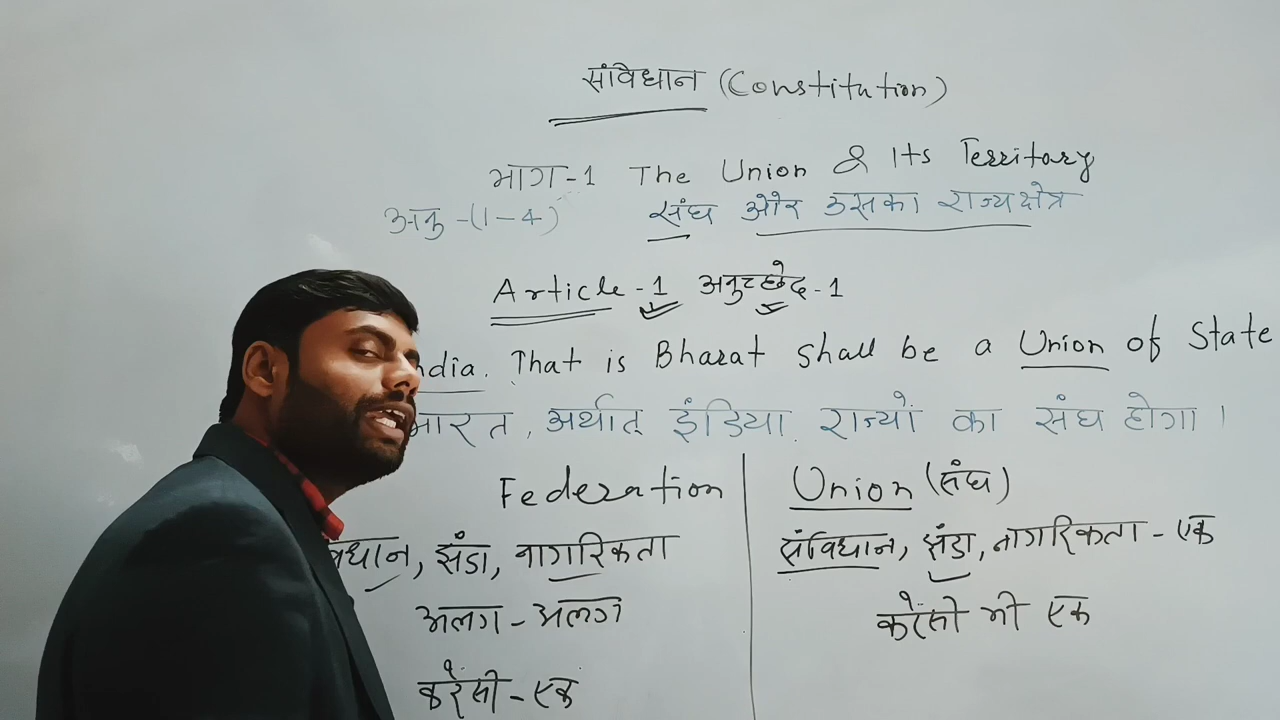 संविधान (Constitution)
भाग-1 The Union & Its Territory
अनु -(1-4) संघ और उसका राज्यक्षेत्र
Article -1 अनुच्छेद-1
ndia. That is Bharat Shall be a Union of State
भारत, अर्थात् इंडिया राज्यों का संघ होगा।
Federation
विधान, झंडा, नागरिकता
अलग-अलग
करेंसी-एक
Union (संघ)
संविधान, झंडा, नागरिकता-एक
करेंसी भी एक